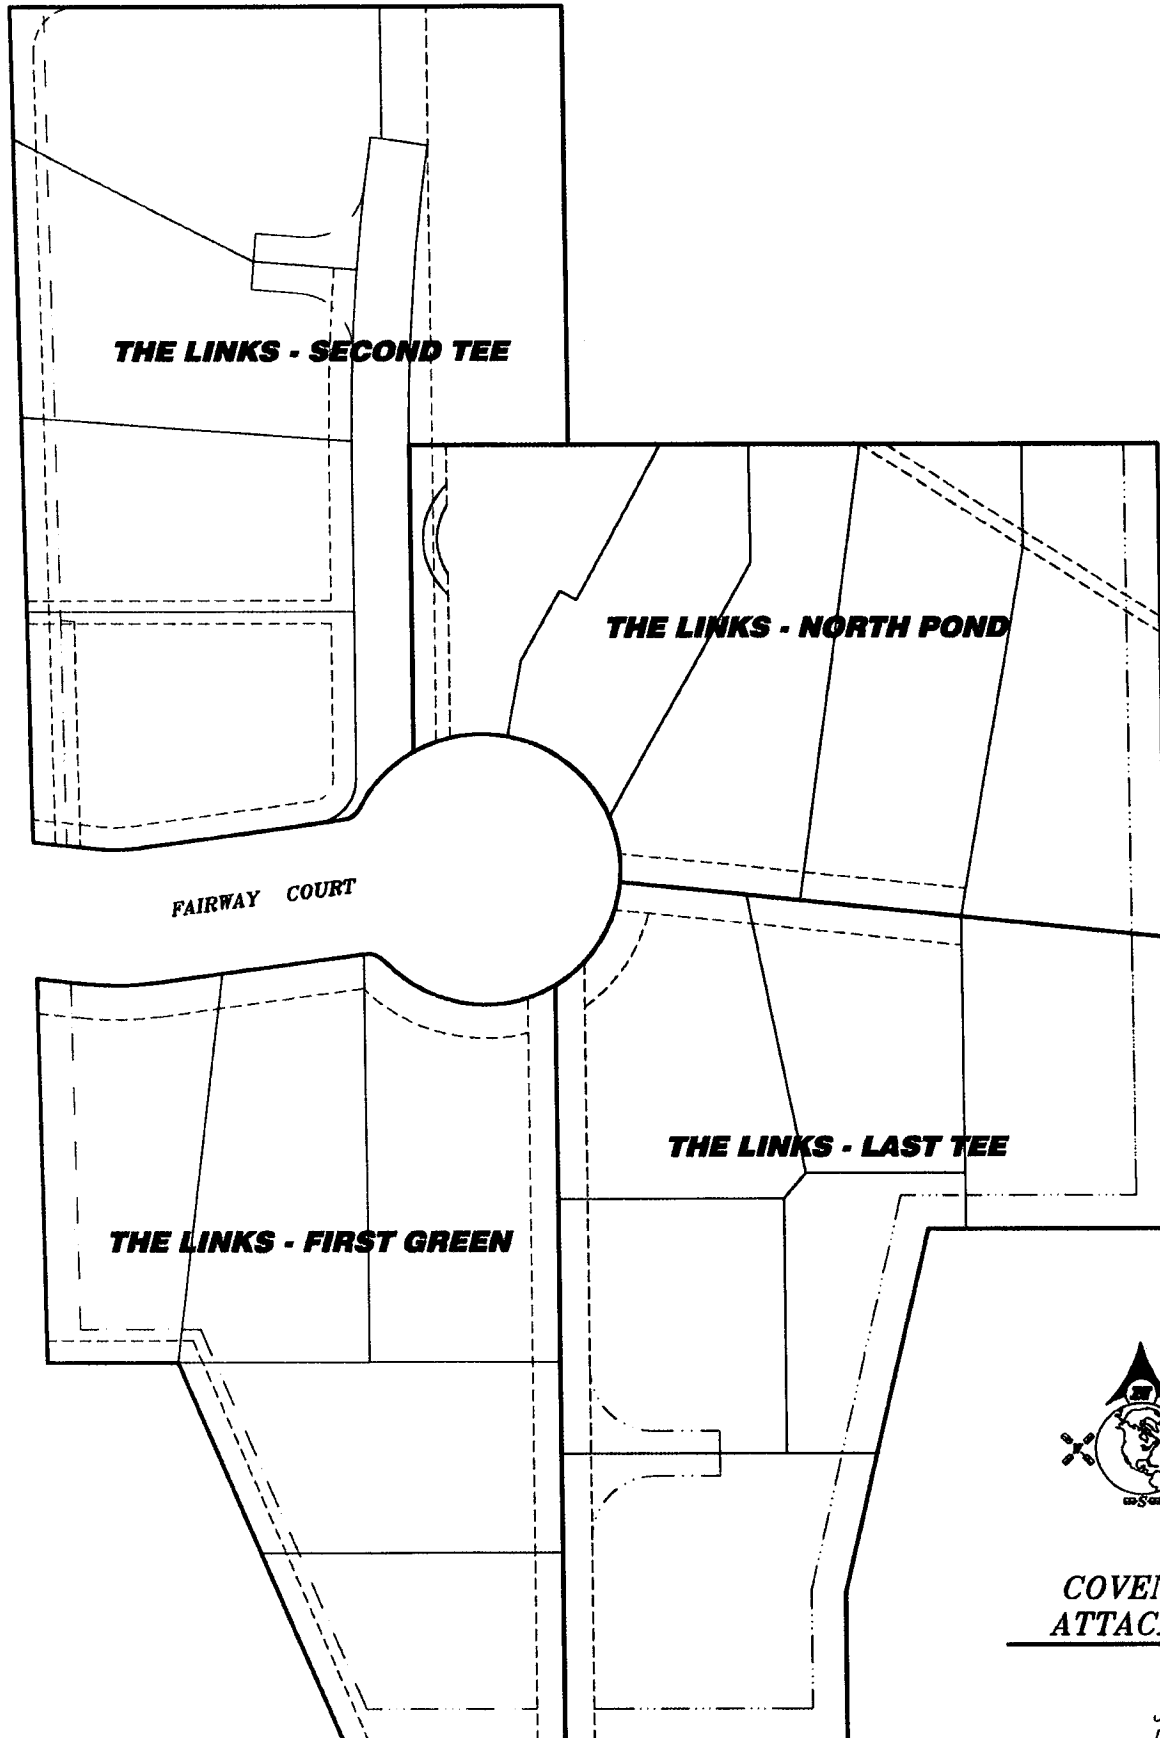 THE LINKS - SECOND TEE
THE LINKS - NORTH POND
FAIRWAY COURT
THE LINKS - LAST TEE
THE LINKS - FIRST GREEN
N
S